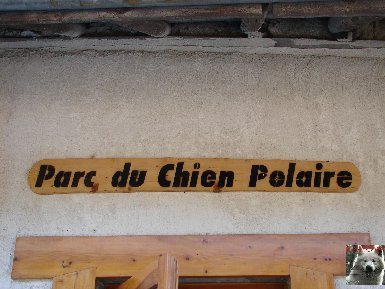 Parc du Chien Polaire